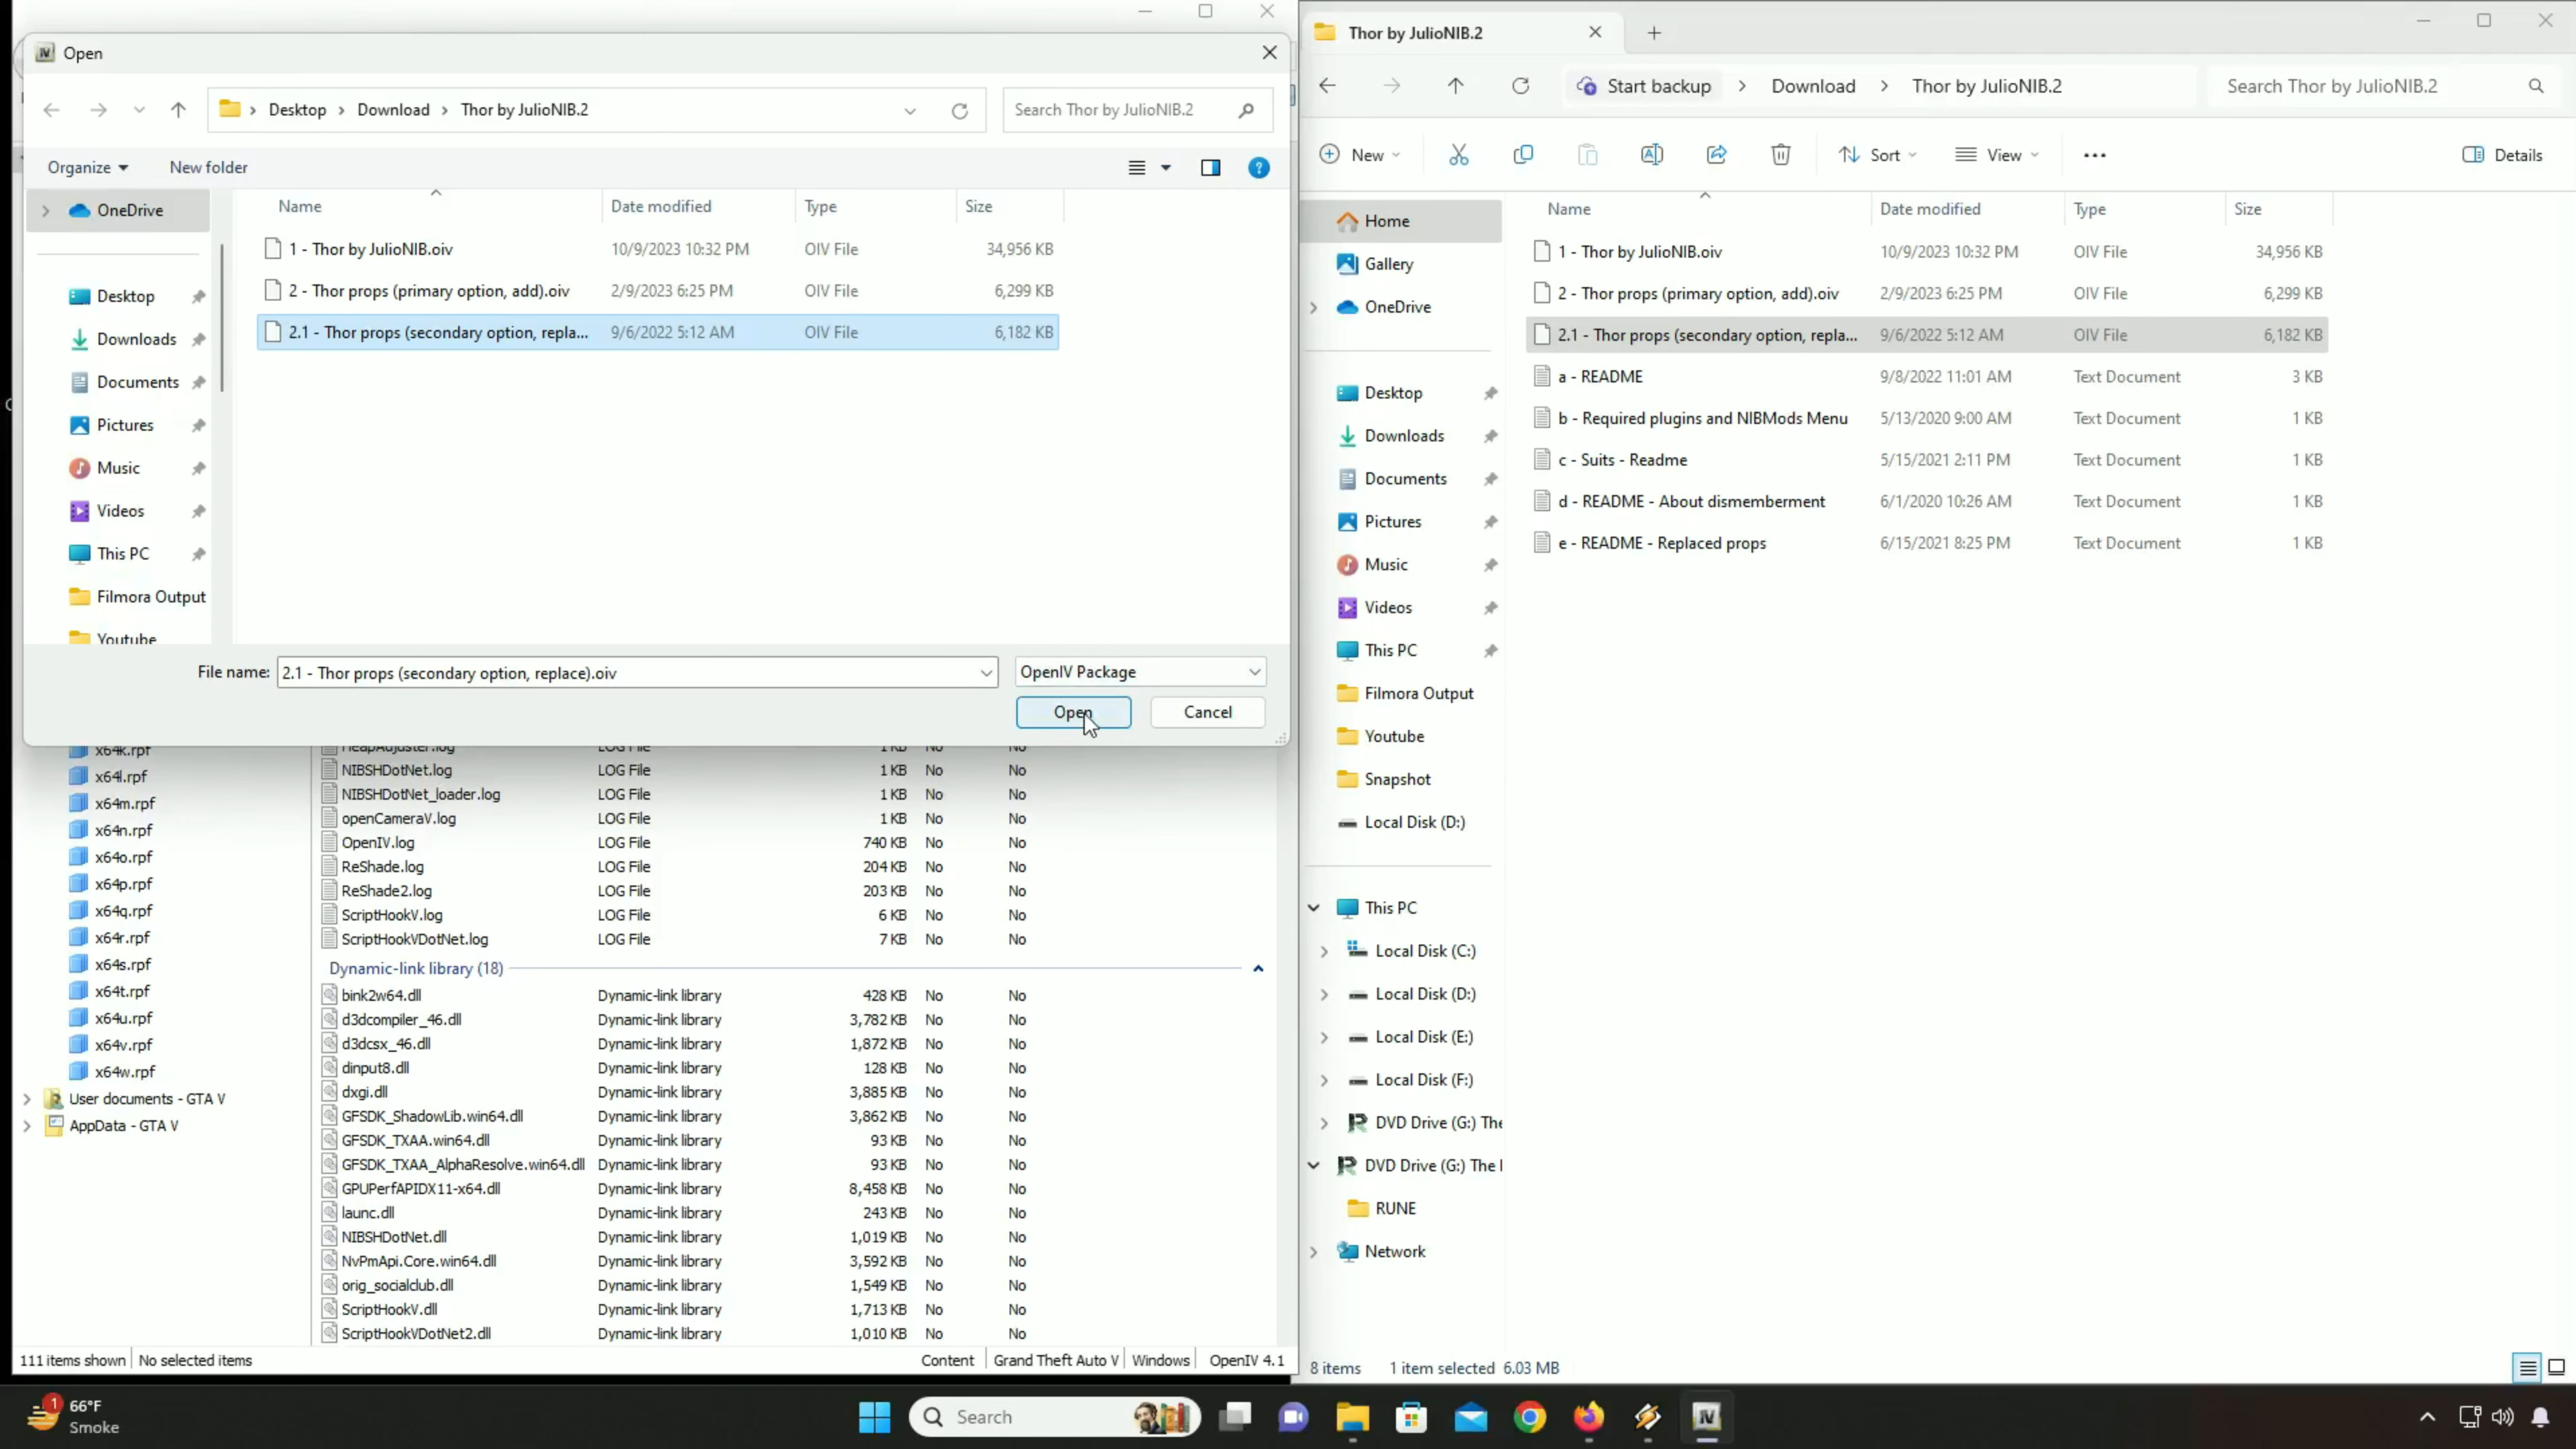 Open
Desktop > Download > Thor by JulioNIB.2
Search Thor by JulioNIB.2
Organize
New folder
OneDrive
Desktop
Downloads
Documents
Pictures
Music
Videos
This PC
Filmora Output
Youtube
Name Date modified Type Size
1 - Thor by JulioNIB.oiv 10/9/2023 10:32 PM OIV File 34,956 KB
2 - Thor props (primary option, add).oiv 2/9/2023 6:25 PM OIV File 6,299 KB
2.1 - Thor props (secondary option, repla... 9/6/2022 5:12 AM OIV File 6,182 KB
File name: 2.1 - Thor props (secondary option, replace).oiv
OpenIV Package
Open Cancel
x64k.rpf
x64l.rpf
x64m.rpf
x64n.rpf
x64o.rpf
x64p.rpf
x64q.rpf
x64r.rpf
x64s.rpf
x64t.rpf
x64u.rpf
x64v.rpf
x64w.rpf
User documents - GTA V
AppData - GTA V
HeapAdjuster.log LOG File 1 KB No No
NIBSHDotNet.log LOG File 1 KB No No
NIBSHDotNet_loader.log LOG File 1 KB No No
openCameraV.log LOG File 1 KB No No
OpenIV.log LOG File 740 KB No No
ReShade.log LOG File 204 KB No No
ReShade2.log LOG File 203 KB No No
ScriptHookV.log LOG File 6 KB No No
ScriptHookVDotNet.log LOG File 7 KB No No
Dynamic-link library (18)
bink2w64.dll Dynamic-link library 428 KB No No
d3dcompiler_46.dll Dynamic-link library 3,782 KB No No
d3dcsx_46.dll Dynamic-link library 1,872 KB No No
dinput8.dll Dynamic-link library 128 KB No No
dxgi.dll Dynamic-link library 3,885 KB No No
GFSDK_ShadowLib.win64.dll Dynamic-link library 3,862 KB No No
GFSDK_TXAA.win64.dll Dynamic-link library 93 KB No No
GFSDK_TXAA_AlphaResolve.win64.dll Dynamic-link library 93 KB No No
GPUPerfAPIDX11-x64.dll Dynamic-link library 8,458 KB No No
launc.dll Dynamic-link library 243 KB No No
NIBSHDotNet.dll Dynamic-link library 1,019 KB No No
NvPmApi.Core.win64.dll Dynamic-link library 3,592 KB No No
orig_socialclub.dll Dynamic-link library 1,549 KB No No
ScriptHookV.dll Dynamic-link library 1,713 KB No No
ScriptHookVDotNet2.dll Dynamic-link library 1,010 KB No No
111 items shown No selected items Content Grand Theft Auto V Windows OpenIV 4.1
Thor by JulioNIB.2
Start backup > Download > Thor by JulioNIB.2
Search Thor by JulioNIB.2
New Sort View Details
Home
Gallery
OneDrive
Desktop
Downloads
Documents
Pictures
Music
Videos
This PC
Filmora Output
Youtube
Snapshot
Local Disk (D:)
This PC
Local Disk (C:)
Local Disk (D:)
Local Disk (E:)
Local Disk (F:)
DVD Drive (G:) The
DVD Drive (G:) The
RUNE
Network
Name Date modified Type Size
1 - Thor by JulioNIB.oiv 10/9/2023 10:32 PM OIV File 34,956 KB
2 - Thor props (primary option, add).oiv 2/9/2023 6:25 PM OIV File 6,299 KB
2.1 - Thor props (secondary option, repla... 9/6/2022 5:12 AM OIV File 6,182 KB
a - README 9/8/2022 11:01 AM Text Document 3 KB
b - Required plugins and NIBMods Menu 5/13/2020 9:00 AM Text Document 1 KB
c - Suits - Readme 5/15/2021 2:11 PM Text Document 1 KB
d - README - About dismemberment 6/1/2020 10:26 AM Text Document 1 KB
e - README - Replaced props 6/15/2021 8:25 PM Text Document 1 KB
8 items 1 item selected 6.03 MB
1
66°F
Smoke
Search
IV